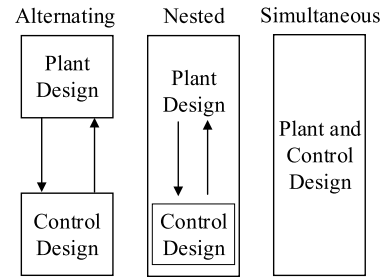 Alternating
Nested
Simultaneous
Plant
Design
Control
Design
Plant
Design
Control
Design
Plant and
Control
Design